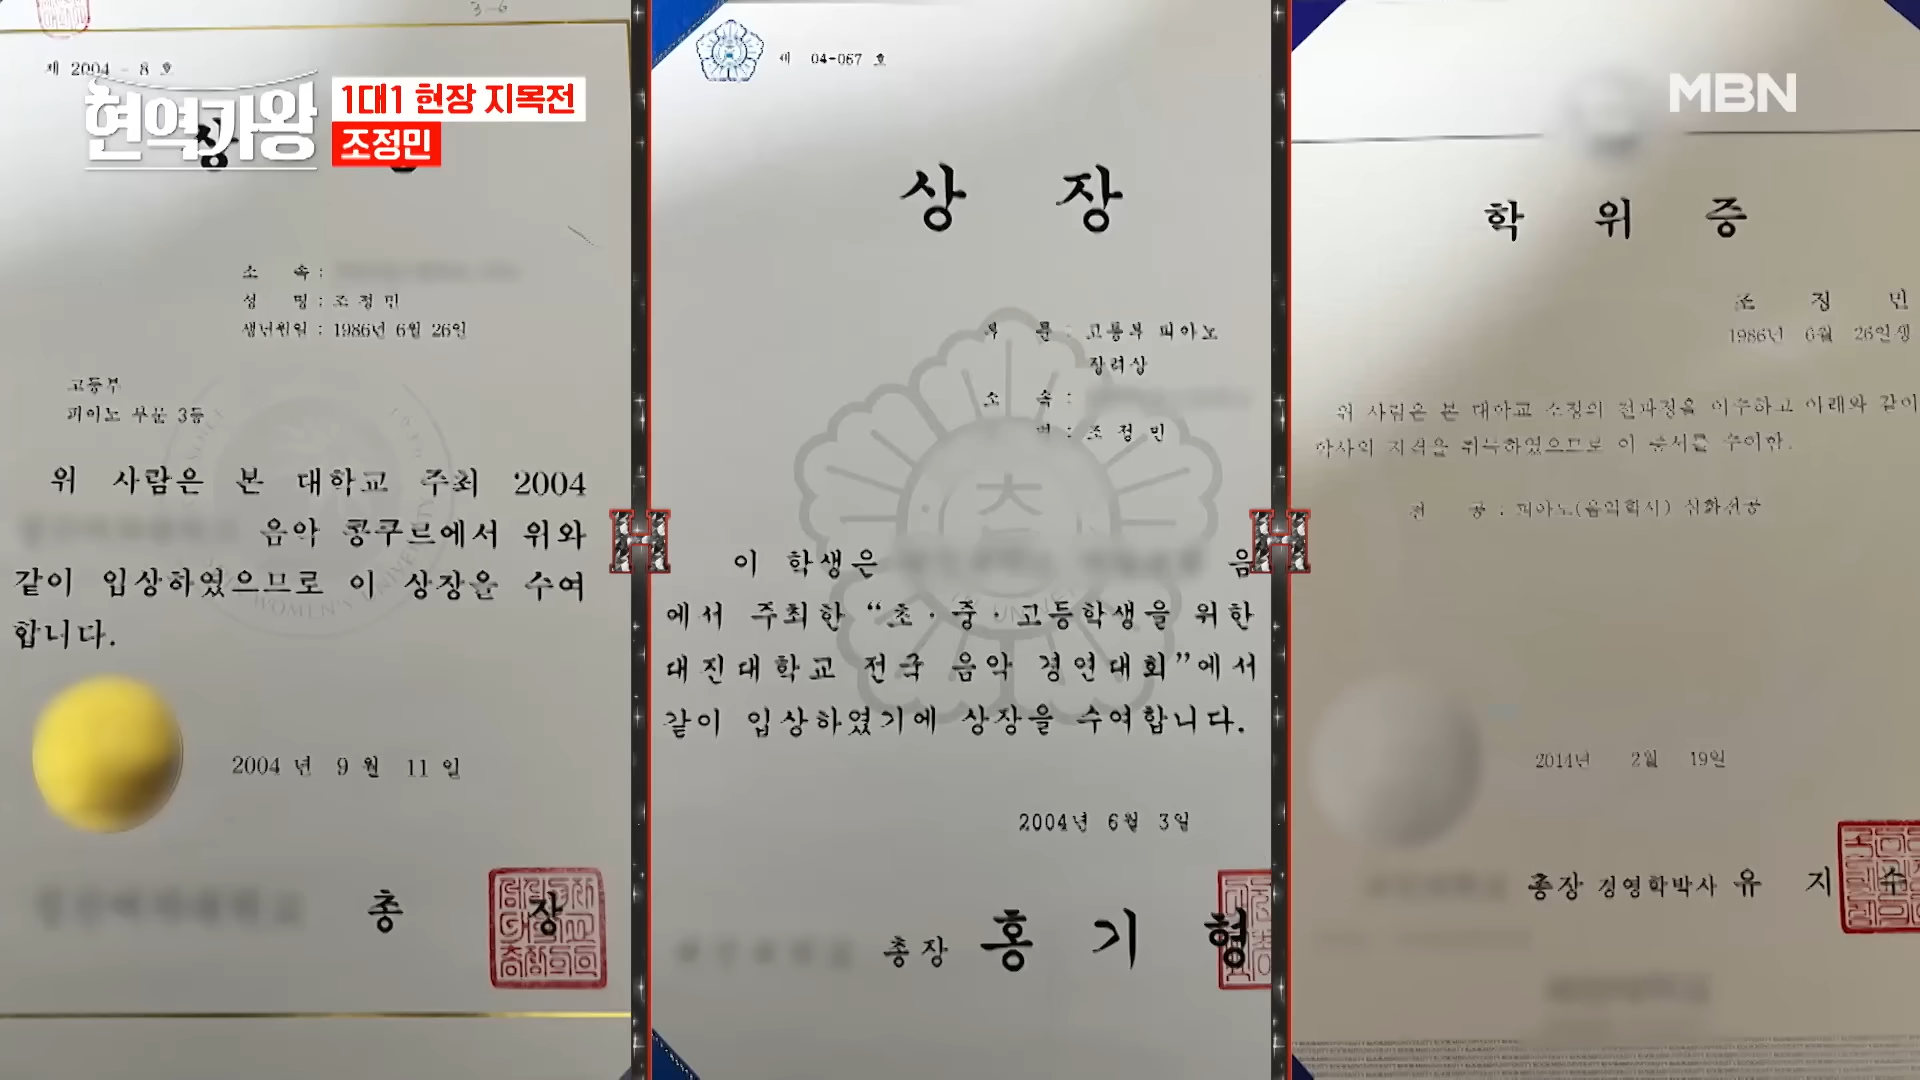 3-6
제 2004 - 8 호
현역가왕
1대1 현장 지목전
조정민
MBN
상
소 속 :
성 명 : 조 정 민
생년월일 : 1986년 6월 26일
고등부
피아노 부문 3등
위 사람은 본 대학교 주최 2004
음악 콩쿠르에서 위와
같이 입상하였으므로 이 상장을 수여
합니다.
WOMEN'S UNIVERSITY
2004 년 9 월 11 일
총 장
제 04-067 호
상 장
부 문 : 고등부 피아노
장려상
소 속 :
명 : 조 정 민
이 학생은 음
에서 주최한 "초·중·고등학생을 위한
대진대학교 전국 음악 경연대회"에서
같이 입상하였기에 상장을 수여합니다.
2004년 6월 3일
총장 홍 기 형
H
H
학 위 증
조 정 민
1986년 6월 26일생
위 사람은 본 대학교 소정의 전과정을 이수하고 아래와 같이
학사의 자격을 취득하였으므로 이 증서를 수여함.
전 공 : 피아노(음악학사) 심화전공
2014년 2월 19일
총장 경영학박사 유 지 수